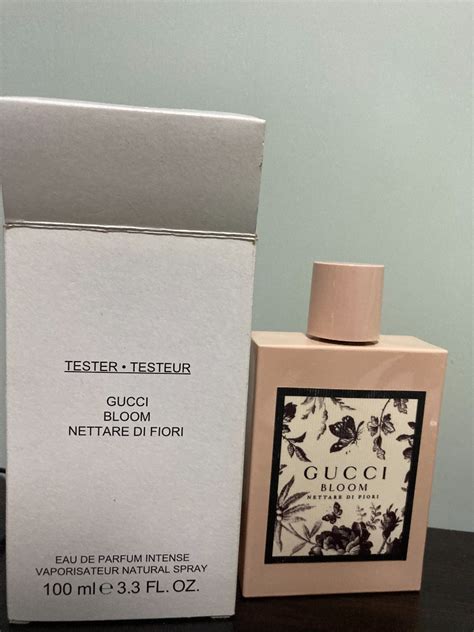 TESTER • TESTEUR
GUCCI
BLOOM
NETTARE DI FIORI
EAU DE PARFUM INTENSE
VAPORISATEUR NATURAL SPRAY
100 ml ℮ 3.3 FL. OZ.
GUCCI
BLOOM
NETTARE DI FIORI